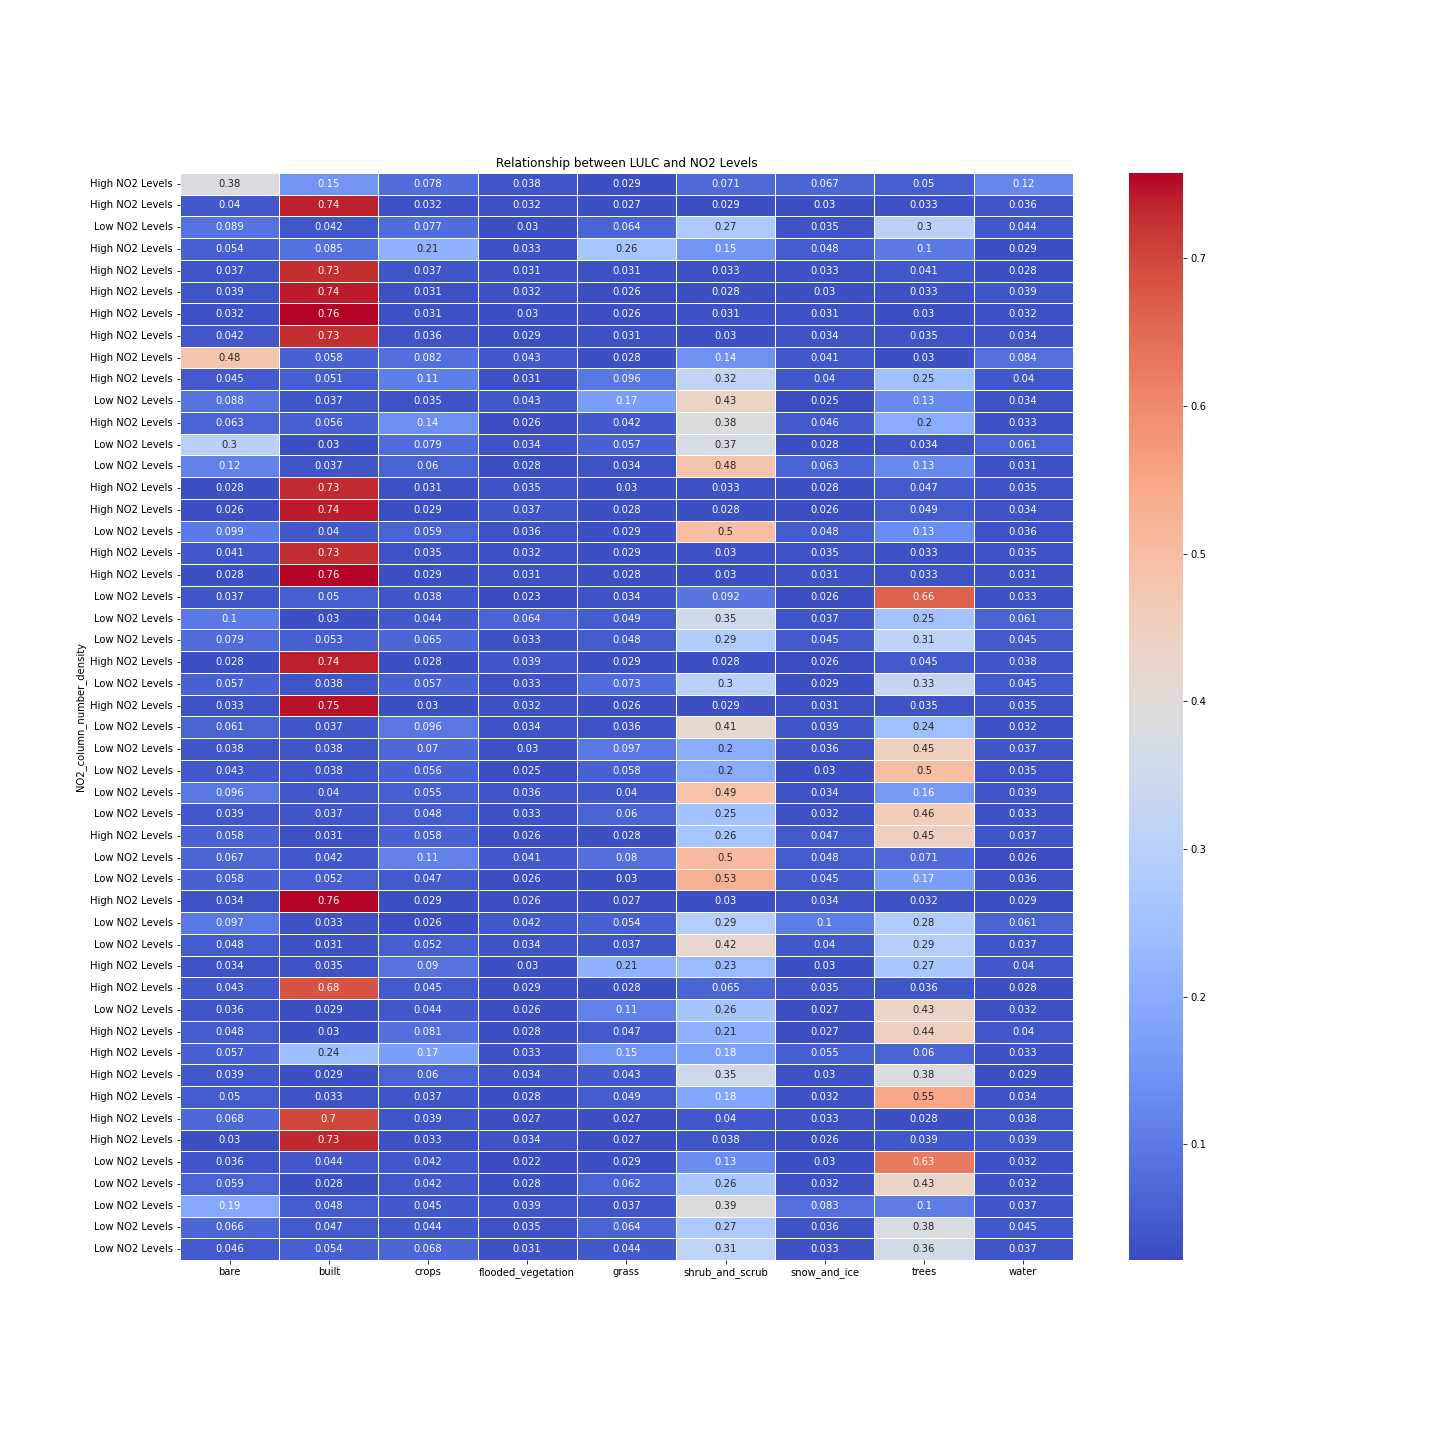 Relationship between LULC and NO2 Levels
NO2_column_number_density
High NO2 Levels 0.38 0.15 0.078 0.038 0.029 0.071 0.067 0.05 0.12
High NO2 Levels 0.04 0.74 0.032 0.032 0.027 0.029 0.03 0.033 0.036
Low NO2 Levels 0.089 0.042 0.077 0.03 0.064 0.27 0.035 0.3 0.044
High NO2 Levels 0.054 0.085 0.21 0.033 0.26 0.15 0.048 0.1 0.029
High NO2 Levels 0.037 0.73 0.037 0.031 0.031 0.033 0.033 0.041 0.028
High NO2 Levels 0.039 0.74 0.031 0.032 0.026 0.028 0.03 0.033 0.039
High NO2 Levels 0.032 0.76 0.031 0.03 0.026 0.031 0.031 0.03 0.032
High NO2 Levels 0.042 0.73 0.036 0.029 0.031 0.03 0.034 0.035 0.034
High NO2 Levels 0.48 0.058 0.082 0.043 0.028 0.14 0.041 0.03 0.084
High NO2 Levels 0.045 0.051 0.11 0.031 0.096 0.32 0.04 0.25 0.04
Low NO2 Levels 0.088 0.037 0.035 0.043 0.17 0.43 0.025 0.13 0.034
High NO2 Levels 0.063 0.056 0.14 0.026 0.042 0.38 0.046 0.2 0.033
Low NO2 Levels 0.3 0.03 0.079 0.034 0.057 0.37 0.028 0.034 0.061
Low NO2 Levels 0.12 0.037 0.06 0.028 0.034 0.48 0.063 0.13 0.031
High NO2 Levels 0.028 0.73 0.031 0.035 0.03 0.033 0.028 0.047 0.035
High NO2 Levels 0.026 0.74 0.029 0.037 0.028 0.028 0.026 0.049 0.034
Low NO2 Levels 0.099 0.04 0.059 0.036 0.029 0.5 0.048 0.13 0.036
High NO2 Levels 0.041 0.73 0.035 0.032 0.029 0.03 0.035 0.033 0.035
High NO2 Levels 0.028 0.76 0.029 0.031 0.028 0.03 0.031 0.033 0.031
Low NO2 Levels 0.037 0.05 0.038 0.023 0.034 0.092 0.026 0.66 0.033
Low NO2 Levels 0.1 0.03 0.044 0.064 0.049 0.35 0.037 0.25 0.061
Low NO2 Levels 0.079 0.053 0.065 0.033 0.048 0.29 0.045 0.31 0.045
High NO2 Levels 0.028 0.74 0.028 0.039 0.029 0.028 0.026 0.045 0.038
Low NO2 Levels 0.057 0.038 0.057 0.033 0.073 0.3 0.029 0.33 0.045
High NO2 Levels 0.033 0.75 0.03 0.032 0.026 0.029 0.031 0.035 0.035
Low NO2 Levels 0.061 0.037 0.096 0.034 0.036 0.41 0.039 0.24 0.032
Low NO2 Levels 0.038 0.038 0.07 0.03 0.097 0.2 0.036 0.45 0.037
Low NO2 Levels 0.043 0.038 0.056 0.025 0.058 0.2 0.03 0.5 0.035
Low NO2 Levels 0.096 0.04 0.055 0.036 0.04 0.49 0.034 0.16 0.039
Low NO2 Levels 0.039 0.037 0.048 0.033 0.06 0.25 0.032 0.46 0.033
High NO2 Levels 0.058 0.031 0.058 0.026 0.028 0.26 0.047 0.45 0.037
Low NO2 Levels 0.067 0.042 0.11 0.041 0.08 0.5 0.048 0.071 0.026
Low NO2 Levels 0.058 0.052 0.047 0.026 0.03 0.53 0.045 0.17 0.036
High NO2 Levels 0.034 0.76 0.029 0.026 0.027 0.03 0.034 0.032 0.029
Low NO2 Levels 0.097 0.033 0.026 0.042 0.054 0.29 0.1 0.28 0.061
Low NO2 Levels 0.048 0.031 0.052 0.034 0.037 0.42 0.04 0.29 0.037
High NO2 Levels 0.034 0.035 0.09 0.03 0.21 0.23 0.03 0.27 0.04
High NO2 Levels 0.043 0.68 0.045 0.029 0.028 0.065 0.035 0.036 0.028
Low NO2 Levels 0.036 0.029 0.044 0.026 0.11 0.26 0.027 0.43 0.032
High NO2 Levels 0.048 0.03 0.081 0.028 0.047 0.21 0.027 0.44 0.04
High NO2 Levels 0.057 0.24 0.17 0.033 0.15 0.18 0.055 0.06 0.033
High NO2 Levels 0.039 0.029 0.06 0.034 0.043 0.35 0.03 0.38 0.029
High NO2 Levels 0.05 0.033 0.037 0.028 0.049 0.18 0.032 0.55 0.034
High NO2 Levels 0.068 0.7 0.039 0.027 0.027 0.04 0.033 0.028 0.038
High NO2 Levels 0.03 0.73 0.033 0.034 0.027 0.038 0.026 0.039 0.039
Low NO2 Levels 0.036 0.044 0.042 0.022 0.029 0.13 0.03 0.63 0.032
Low NO2 Levels 0.059 0.028 0.042 0.028 0.062 0.26 0.032 0.43 0.032
Low NO2 Levels 0.19 0.048 0.045 0.039 0.037 0.39 0.083 0.1 0.037
Low NO2 Levels 0.066 0.047 0.044 0.035 0.064 0.27 0.036 0.38 0.045
Low NO2 Levels 0.046 0.054 0.068 0.031 0.044 0.31 0.033 0.36 0.037
bare built crops flooded_vegetation grass shrub_and_scrub snow_and_ice trees water
0.7
0.6
0.5
0.4
0.3
0.2
0.1